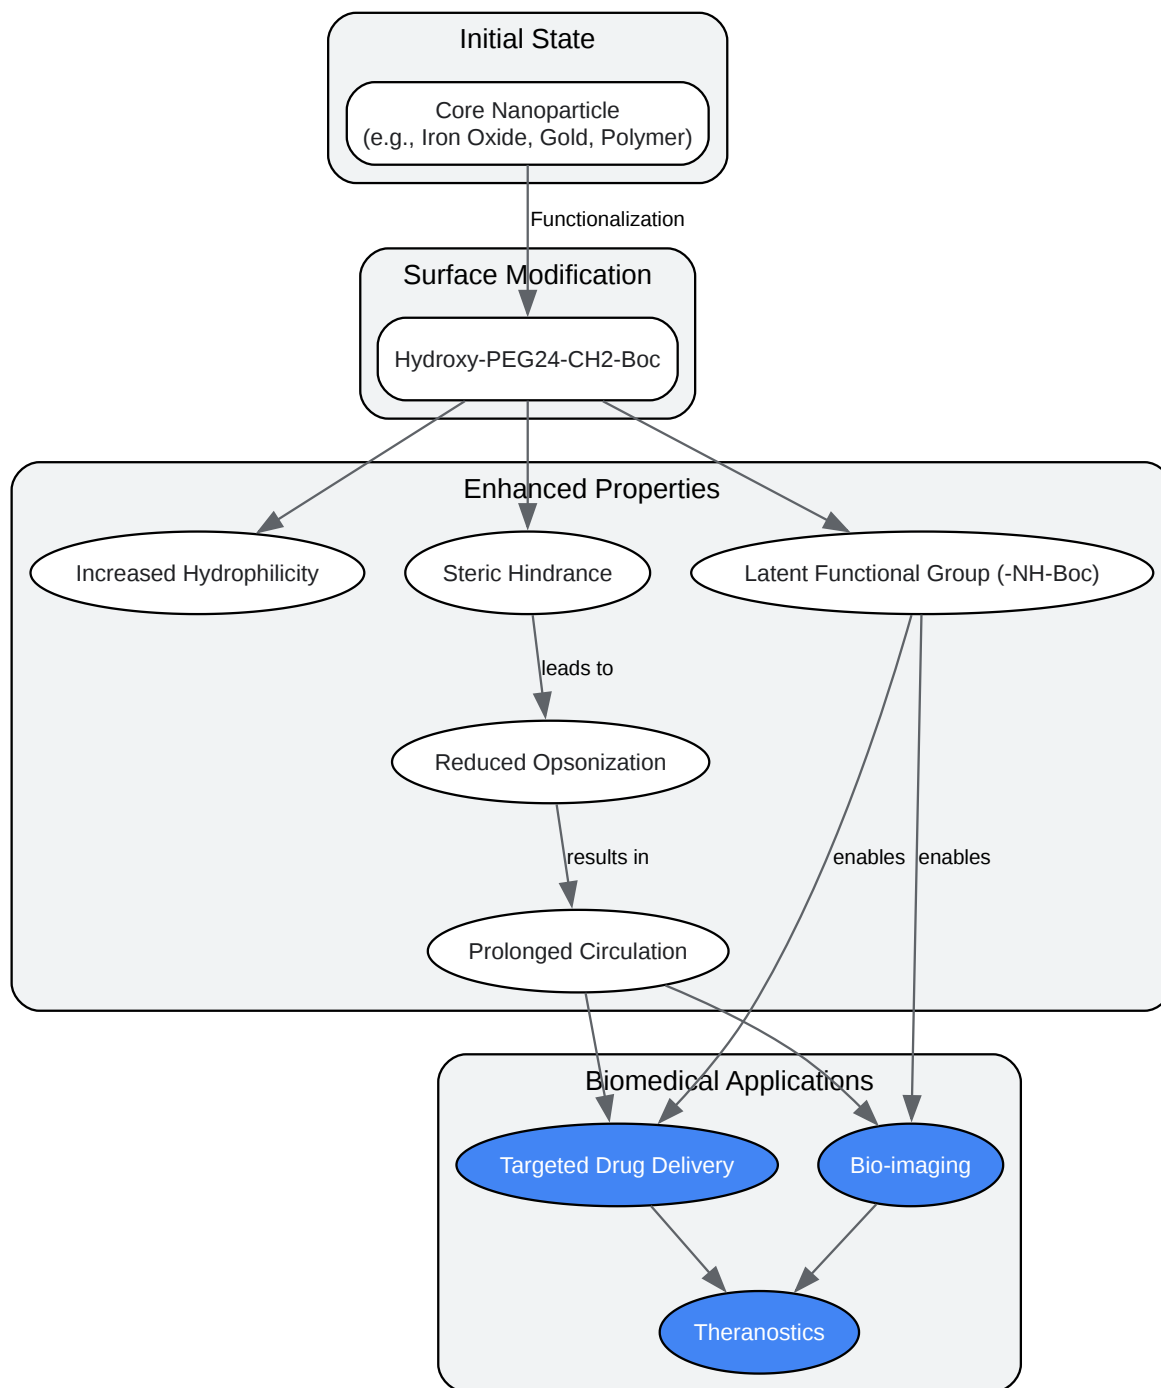 Initial State
Core Nanoparticle
(e.g., Iron Oxide, Gold, Polymer)
Functionalization
Surface Modification
Hydroxy-PEG24-CH2-Boc
Enhanced Properties
Increased Hydrophilicity
Steric Hindrance
Latent Functional Group (-NH-Boc)
leads to
Reduced Opsonization
results in
enables
enables
Prolonged Circulation
Biomedical Applications
Targeted Drug Delivery
Bio-imaging
Theranostics